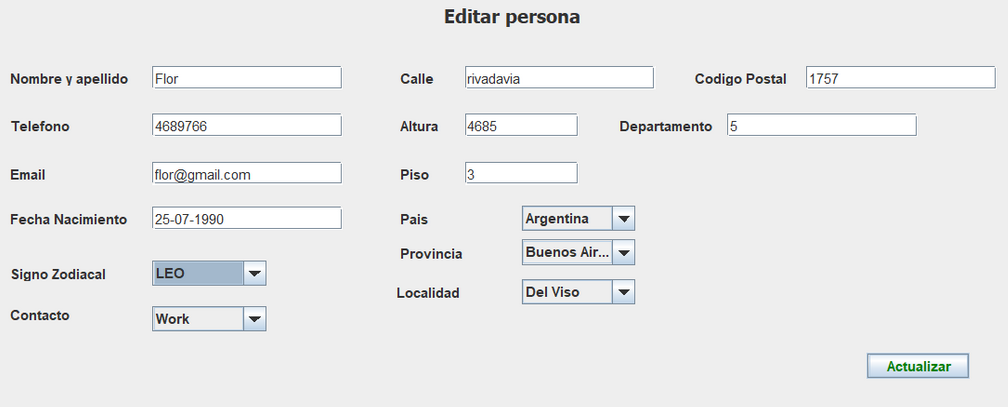 Editar persona
Nombre y apellido Flor Calle rivadavia Codigo Postal 1757
Telefono 4689766 Altura 4685 Departamento 5
Email flor@gmail.com Piso 3
Fecha Nacimiento 25-07-1990 Pais Argentina
Provincia Buenos Air...
Signo Zodiacal LEO
Localidad Del Viso
Contacto Work
Actualizar